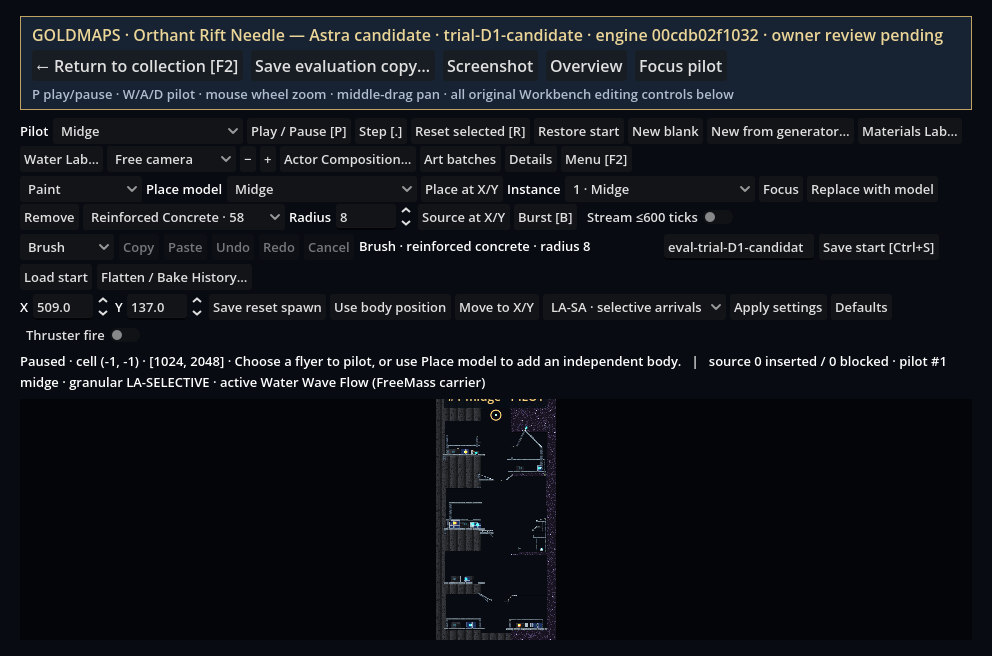 GOLDMAPS · Orthant Rift Needle — Astra candidate · trial-D1-candidate · engine 00cdb02f1032 · owner review pending
← Return to collection [F2] Save evaluation copy... Screenshot Overview Focus pilot
P play/pause · W/A/D pilot · mouse wheel zoom · middle-drag pan · all original Workbench editing controls below
Pilot Midge Play / Pause [P] Step [.] Reset selected [R] Restore start New blank New from generator... Materials Lab...
Water Lab... Free camera − + Actor Composition... Art batches Details Menu [F2]
Paint Place model Midge Place at X/Y Instance 1 · Midge Focus Replace with model
Remove Reinforced Concrete · 58 Radius 8 Source at X/Y Burst [B] Stream ≤600 ticks
Brush Copy Paste Undo Redo Cancel Brush · reinforced concrete · radius 8 eval-trial-D1-candidat Save start [Ctrl+S]
Load start Flatten / Bake History...
X 509.0 Y 137.0 Save reset spawn Use body position Move to X/Y LA-SA · selective arrivals Apply settings Defaults
Thruster fire
Paused · cell (-1, -1) · [1024, 2048] · Choose a flyer to pilot, or use Place model to add an independent body. | source 0 inserted / 0 blocked · pilot #1
midge · granular LA-SELECTIVE · active Water Wave Flow (FreeMass carrier)